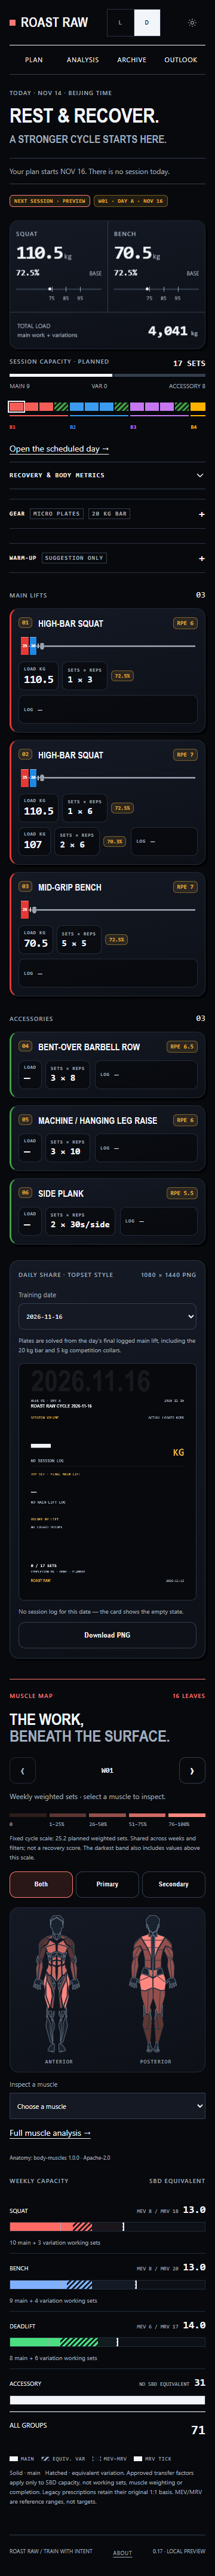 ROAST RAW
L
D
PLAN
ANALYSIS
ARCHIVE
OUTLOOK
TODAY · NOV 14 · BEIJING TIME
REST & RECOVER.
A STRONGER CYCLE STARTS HERE.
Your plan starts NOV 16. There is no session today.
NEXT SESSION · PREVIEW
W01 · DAY A · NOV 16
SQUAT
110.5 kg
72.5%
BASE
75 85 95
BENCH
70.5 kg
72.5%
BASE
75 85 95
TOTAL LOAD
main work + variations
4,041 kg
SESSION CAPACITY · PLANNED
17 SETS
MAIN 9
VAR 0
ACCESSORY 8
B1
B2
B3
B4
Open the scheduled day →
RECOVERY & BODY METRICS
GEAR
MICRO PLATES
20 KG BAR
+
WARM-UP
SUGGESTION ONLY
+
MAIN LIFTS
03
01
HIGH-BAR SQUAT
RPE 6
LOAD KG
110.5
SETS × REPS
1 × 3
72.5%
LOG —
02
HIGH-BAR SQUAT
RPE 7
LOAD KG
110.5
SETS × REPS
1 × 6
72.5%
LOAD KG
107
SETS × REPS
2 × 6
70.3%
LOG —
03
MID-GRIP BENCH
RPE 7
LOAD KG
70.5
SETS × REPS
5 × 5
72.5%
LOG —
ACCESSORIES
03
04
BENT-OVER BARBELL ROW
RPE 6.5
LOAD
—
SETS × REPS
3 × 8
LOG —
05
MACHINE / HANGING LEG RAISE
RPE 6
LOAD
—
SETS × REPS
3 × 10
LOG —
06
SIDE PLANK
RPE 5.5
LOAD
—
SETS × REPS
2 × 30s/side
LOG —
DAILY SHARE · TOPSET STYLE
1080 × 1440 PNG
Training date
2026-11-16
Plates are solved from the day's final logged main lift, including the
20 kg bar and 5 kg competition collars.
2026.11.16
ROAST RAW CYCLE 2026-11-16
SESSION VOLUME
ACTUAL LOGGED WORK
KG
NO SESSION LOG
NO MAIN LIFT LOG
0 / 17 SETS
ROAST RAW
No session log for this date — the card shows the empty state.
Download PNG
MUSCLE MAP
16 LEAVES
THE WORK,
BENEATH THE SURFACE.
W01
Weekly weighted sets · select a muscle to inspect.
0
1–25%
26–50%
51–75%
76–100%
Fixed cycle scale: 25.2 planned weighted sets. Shared across weeks and
filters; not a recovery score. The darkest band also includes values above
this scale.
Both
Primary
Secondary
ANTERIOR
POSTERIOR
Inspect a muscle
Choose a muscle
Full muscle analysis →
Anatomy: body-muscles 1.0.0 · Apache-2.0
WEEKLY CAPACITY
SBD EQUIVALENT
SQUAT
MEV 8 / MRV 18
13.0
10 main + 3 variation working sets
BENCH
MEV 8 / MRV 20
13.0
9 main + 4 variation working sets
DEADLIFT
MEV 6 / MRV 17
14.0
8 main + 6 variation working sets
ACCESSORY
NO SBD EQUIVALENT
31
ALL GROUPS
71
MAIN
EQUIV. VAR
MEV–MRV
MRV TICK
Solid · main Hatched · equivalent variation. Approved transfer factors
apply only to SBD capacity, not working sets, muscle weighting or
completion. Legacy prescriptions retain their original 1:1 basis. MEV/MRV
are reference ranges, not targets.
ROAST RAW / TRAIN WITH INTENT
ABOUT
0.17 · LOCAL PREVIEW